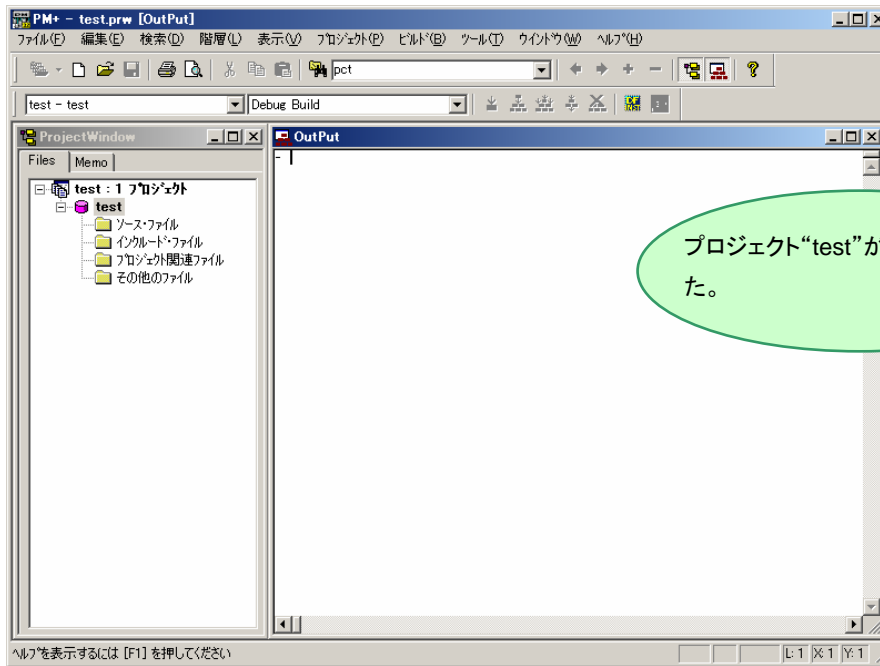 PM+ - test.prw [OutPut]
ファイル(F) 編集(E) 検索(D) 階層(L) 表示(V) プロジェクト(P) ビルド(B) ツール(T) ウインドウ(W) ヘルプ(H)
pct
test - test
Debug Build
ProjectWindow
Files
Memo
test : 1 プロジェクト
test
ソース・ファイル
インクルード・ファイル
プロジェクト関連ファイル
その他のファイル
OutPut
プロジェクト“test”が
た。
ヘルプを表示するには [F1] を押してください
L: 1 X: 1 Y: 1